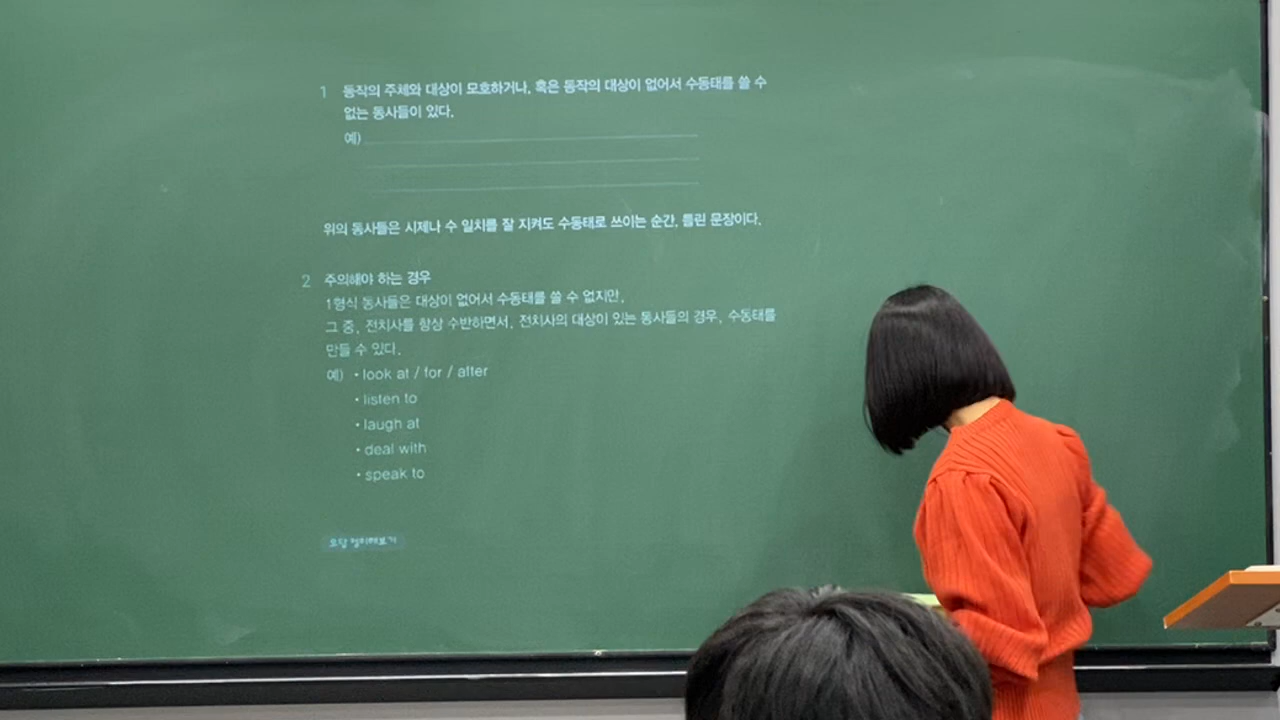 1 동작의 주체와 대상이 모호하거나, 혹은 동작의 대상이 없어서 수동태를 쓸 수
없는 동사들이 있다.
예)
위의 동사들은 시제나 수 일치를 잘 지켜도 수동태로 쓰이는 순간, 틀린 문장이다.
2 주의해야 하는 경우
1형식 동사들은 대상이 없어서 수동태를 쓸 수 없지만,
그 중, 전치사를 항상 수반하면서, 전치사의 대상이 있는 동사들의 경우, 수동태를
만들 수 있다.
예) • look at / for / after
• listen to
• laugh at
• deal with
• speak to
오답 정리해보기